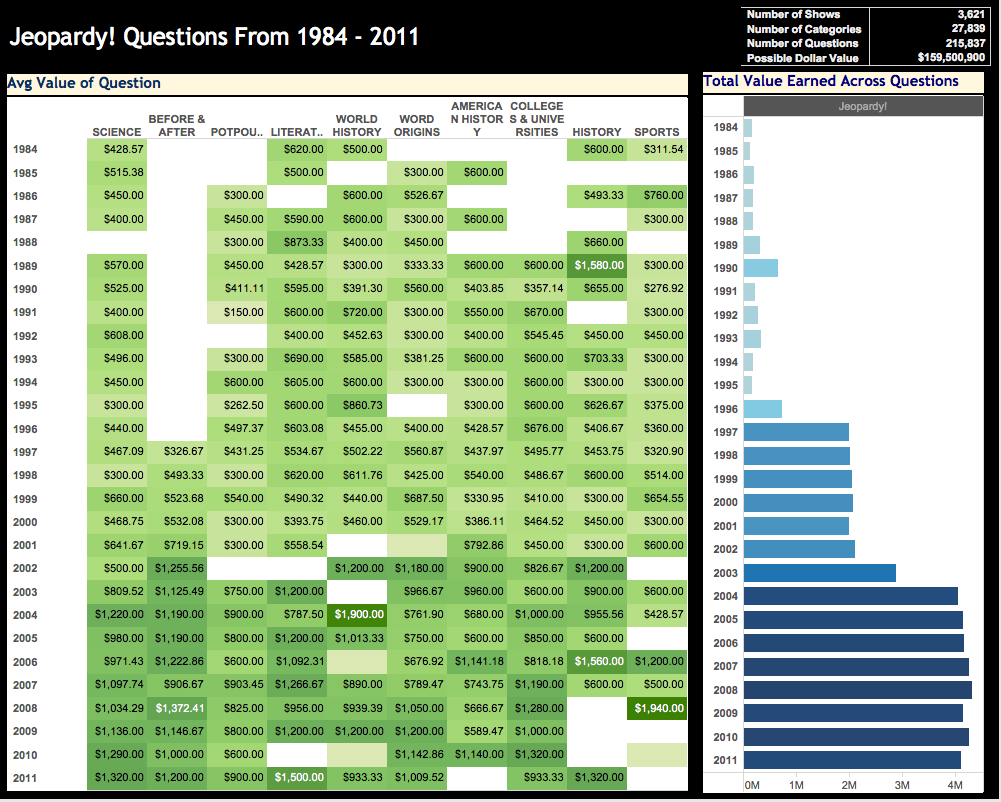 Jeopardy! Questions From 1984 - 2011
Number of Shows 3,621
Number of Categories 27,839
Number of Questions 215,837
Possible Dollar Value $159,500,900
Avg Value of Question
SCIENCE BEFORE & AFTER POTPOU.. LITERAT.. WORLD HISTORY WORD ORIGINS AMERICA N HISTOR Y COLLEGE S & UNIVE RSITIES HISTORY SPORTS
1984 $428.57 $620.00 $500.00 $600.00 $311.54
1985 $515.38 $500.00 $300.00 $600.00
1986 $450.00 $300.00 $600.00 $526.67 $493.33 $760.00
1987 $400.00 $450.00 $590.00 $600.00 $300.00 $600.00 $300.00
1988 $300.00 $873.33 $400.00 $450.00 $660.00
1989 $570.00 $450.00 $428.57 $300.00 $333.33 $600.00 $600.00 $1,580.00 $300.00
1990 $525.00 $411.11 $595.00 $391.30 $560.00 $403.85 $357.14 $655.00 $276.92
1991 $400.00 $150.00 $600.00 $720.00 $300.00 $550.00 $670.00 $300.00
1992 $608.00 $400.00 $452.63 $300.00 $400.00 $545.45 $450.00 $450.00
1993 $496.00 $300.00 $690.00 $585.00 $381.25 $600.00 $600.00 $703.33 $300.00
1994 $450.00 $600.00 $605.00 $600.00 $300.00 $300.00 $600.00 $300.00 $300.00
1995 $300.00 $262.50 $600.00 $860.73 $300.00 $600.00 $626.67 $375.00
1996 $440.00 $497.37 $603.08 $455.00 $400.00 $428.57 $676.00 $406.67 $360.00
1997 $467.09 $326.67 $431.25 $534.67 $502.22 $560.87 $437.97 $495.77 $453.75 $320.90
1998 $300.00 $493.33 $300.00 $620.00 $611.76 $425.00 $540.00 $486.67 $600.00 $514.00
1999 $660.00 $523.68 $540.00 $490.32 $440.00 $687.50 $330.95 $410.00 $300.00 $654.55
2000 $468.75 $532.08 $300.00 $393.75 $460.00 $529.17 $386.11 $464.52 $450.00 $300.00
2001 $641.67 $719.15 $300.00 $558.54 $792.86 $450.00 $300.00 $600.00
2002 $500.00 $1,255.56 $1,200.00 $1,180.00 $900.00 $826.67 $1,200.00
2003 $809.52 $1,125.49 $750.00 $1,200.00 $966.67 $960.00 $600.00 $900.00 $600.00
2004 $1,220.00 $1,190.00 $900.00 $787.50 $1,900.00 $761.90 $680.00 $1,000.00 $955.56 $428.57
2005 $980.00 $1,190.00 $800.00 $1,200.00 $1,013.33 $750.00 $600.00 $850.00 $600.00
2006 $971.43 $1,222.86 $600.00 $1,092.31 $676.92 $1,141.18 $818.18 $1,560.00 $1,200.00
2007 $1,097.74 $906.67 $903.45 $1,266.67 $890.00 $789.47 $743.75 $1,190.00 $600.00 $500.00
2008 $1,034.29 $1,372.41 $825.00 $956.00 $939.39 $1,050.00 $666.67 $1,280.00 $1,940.00
2009 $1,136.00 $1,146.67 $800.00 $1,200.00 $1,200.00 $1,200.00 $589.47 $1,000.00
2010 $1,290.00 $1,000.00 $600.00 $1,142.86 $1,140.00 $1,320.00
2011 $1,320.00 $1,200.00 $900.00 $1,500.00 $933.33 $1,009.52 $933.33 $1,320.00
Total Value Earned Across Questions
Jeopardy!
1984
1985
1986
1987
1988
1989
1990
1991
1992
1993
1994
1995
1996
1997
1998
1999
2000
2001
2002
2003
2004
2005
2006
2007
2008
2009
2010
2011
0M 1M 2M 3M 4M